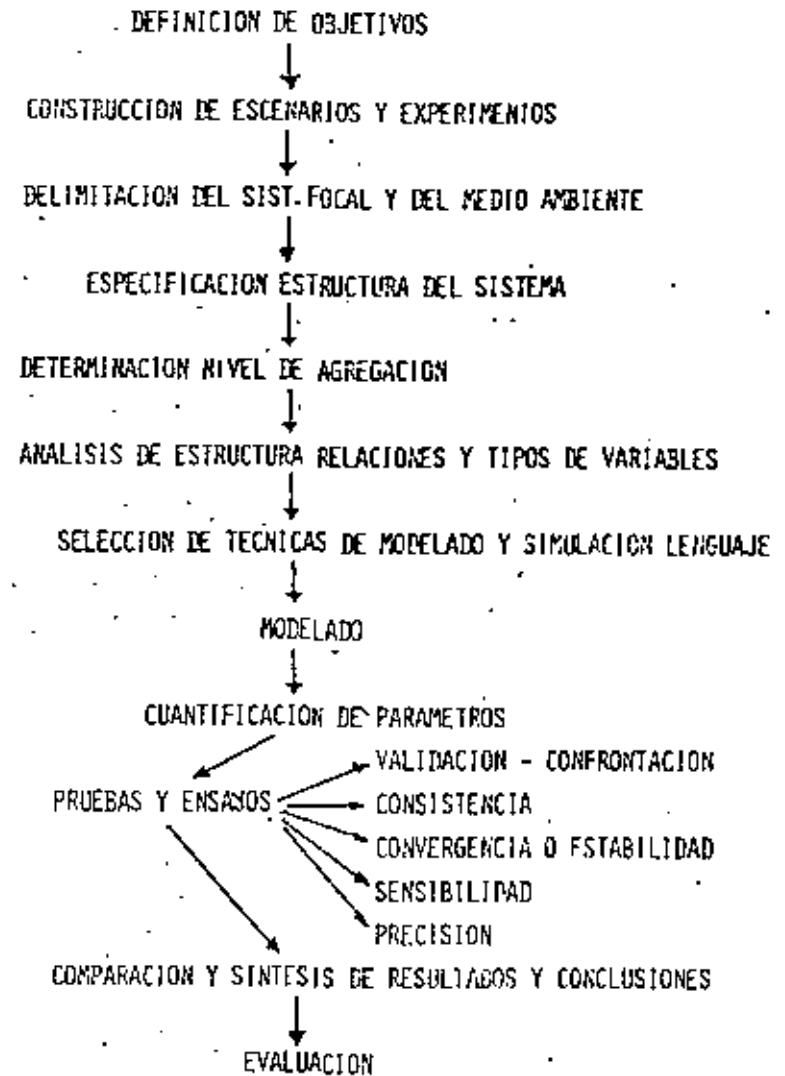 DEFINICION DE OBJETIVOS
CONSTRUCCION DE ESCENARIOS Y EXPERIMENTOS
DELIMITACION DEL SIST. FOCAL Y DEL MEDIO AMBIENTE
ESPECIFICACION ESTRUCTURA DEL SISTEMA
DETERMINACION NIVEL DE AGREGACION
ANALISIS DE ESTRUCTURA RELACIONES Y TIPOS DE VARIABLES
SELECCION DE TECNICAS DE MODELADO Y SIMULACION LENGUAJE
MODELADO
CUANTIFICACION DE PARAMETROS
VALIDACION - CONFRONTACION
PRUEBAS Y ENSAYOS
CONSISTENCIA
CONVERGENCIA O ESTABILIDAD
SENSIBILIDAD
PRECISION
COMPARACION Y SINTESIS DE RESULTADOS Y CONCLUSIONES
EVALUACION